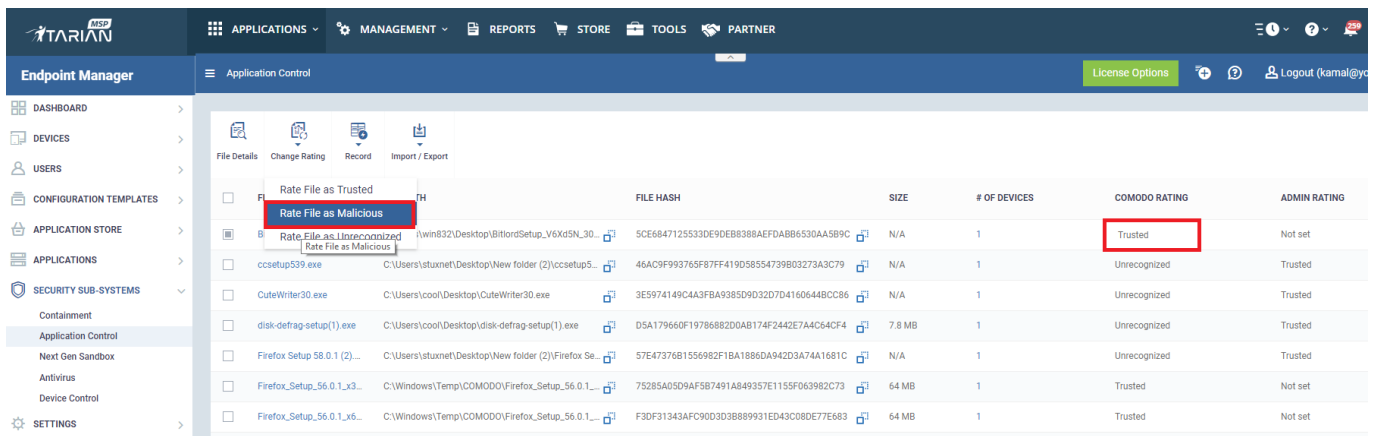 ITARIAN MSP
APPLICATIONS MANAGEMENT REPORTS STORE TOOLS PARTNER 259
Endpoint Manager
Application Control
License Options
Logout (kamal@yo
DASHBOARD
DEVICES
USERS
CONFIGURATION TEMPLATES
APPLICATION STORE
APPLICATIONS
SECURITY SUB-SYSTEMS
Containment
Application Control
Next Gen Sandbox
Antivirus
Device Control
SETTINGS
File Details Change Rating Record Import / Export
Rate File as Trusted
Rate File as Malicious
Rate File as Unrecognized
Rate File as Malicious
FILE HASH SIZE # OF DEVICES COMODO RATING ADMIN RATING
\win832\Desktop\BitlordSetup_V6Xd5N_30... 5CE6847125533DE9DEB8388AEFDABB6530AA5B9C N/A 1 Trusted Not set
ccsetup539.exe C:\Users\stuxnet\Desktop\New folder (2)\ccsetup5... 46AC9F993765F87FF419D58554739B03273A3C79 N/A 1 Unrecognized Trusted
CuteWriter30.exe C:\Users\cool\Desktop\CuteWriter30.exe 3E5974149C4A3FBA9385D9D32D7D4160644BCC86 N/A 1 Unrecognized Trusted
disk-defrag-setup(1).exe C:\Users\cool\Desktop\disk-defrag-setup(1).exe D5A179660F19786882D0AB174F2442E7A4C64CF4 7.8 MB 1 Unrecognized Trusted
Firefox Setup 58.0.1 (2).... C:\Users\stuxnet\Desktop\New folder (2)\Firefox Se... 57E47376B1556982F1BA1886DA942D3A74A1681C N/A 1 Unrecognized Trusted
Firefox_Setup_56.0.1_x3... C:\Windows\Temp\COMODO\Firefox_Setup_56.0.1_... 75285A05D9AF5B7491A849357E1155F063982C73 64 MB 1 Trusted Not set
Firefox_Setup_56.0.1_x6... C:\Windows\Temp\COMODO\Firefox_Setup_56.0.1_... F3DF31343AFC90D3D3B889931ED43C08DE77E683 64 MB 1 Trusted Not set